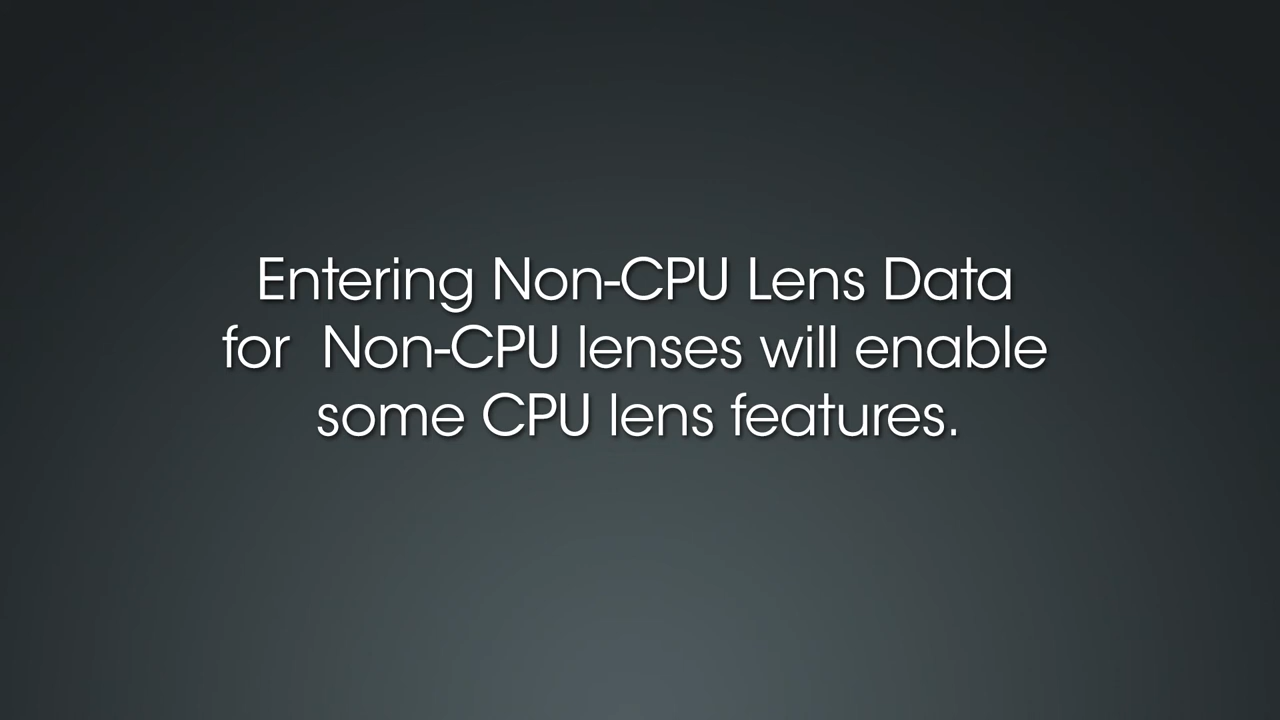 Entering Non-CPU Lens Data
for  Non-CPU lenses will enable
some CPU lens features.